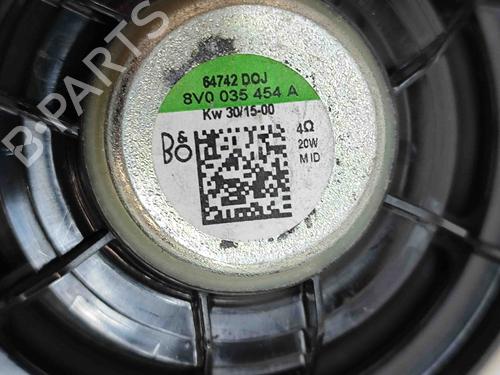 64742 DOJ
8V0 035 454 A
Kw 30/15-00
B&O
4Ω
20W
MID
B-PARTS